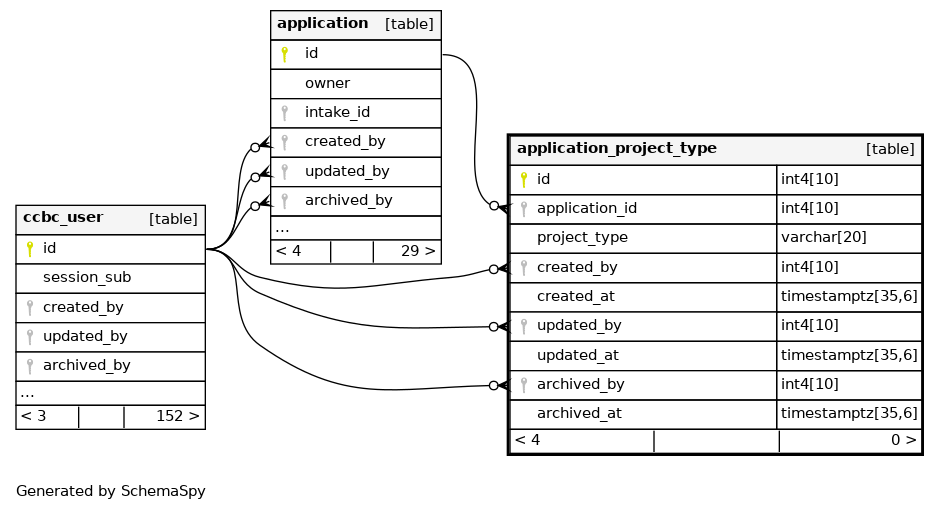 application [table]
id
owner
intake_id
created_by
updated_by
archived_by
...
< 4 29 >
ccbc_user [table]
id
session_sub
created_by
updated_by
archived_by
...
< 3 152 >
application_project_type [table]
id int4[10]
application_id int4[10]
project_type varchar[20]
created_by int4[10]
created_at timestamptz[35,6]
updated_by int4[10]
updated_at timestamptz[35,6]
archived_by int4[10]
archived_at timestamptz[35,6]
< 4 0 >
Generated by SchemaSpy